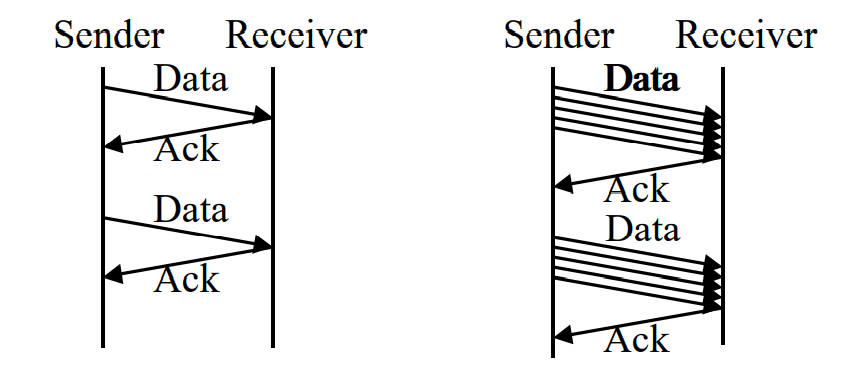 Sender Receiver
Data
Ack
Data
Ack
Sender Receiver
Data
Ack
Data
Ack